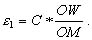 ε₁ = C * OW/OM .